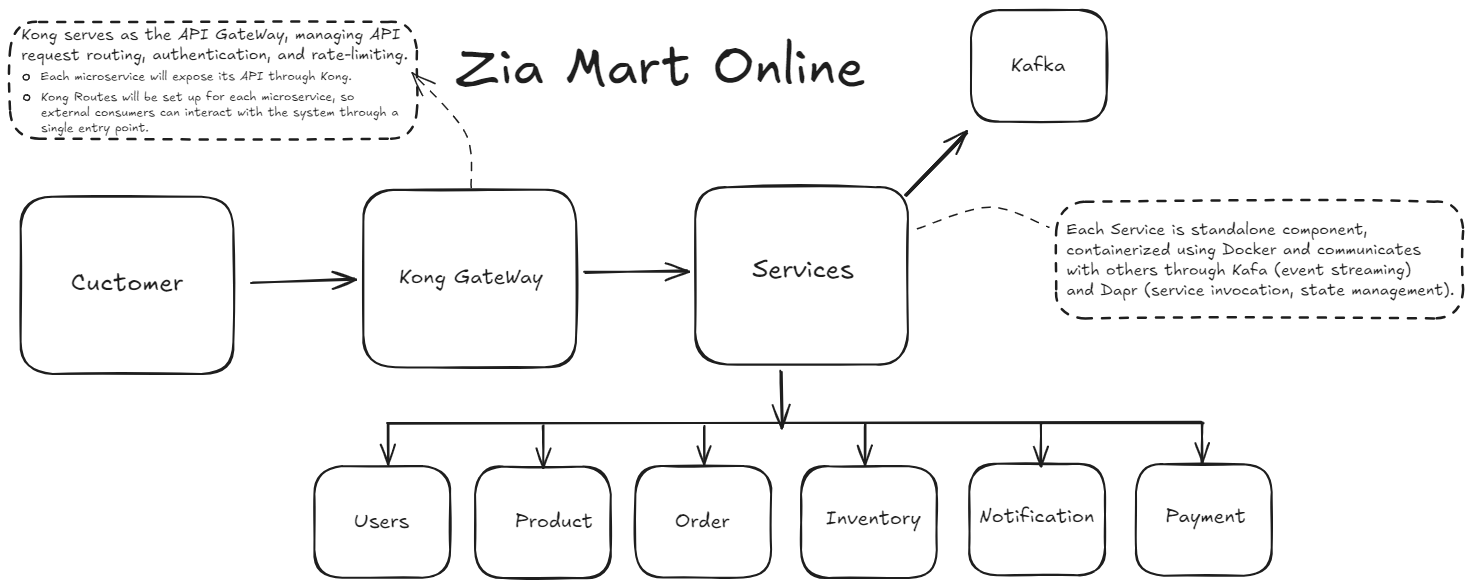 Kong serves as the API GateWay, managing API
request routing, authentication, and rate-limiting.
Each microservice will expose its API through Kong.
Kong Routes will be set up for each microservice, so
external consumers can interact with the system through a
single entry point.
Zia Mart Online
Kafka
Cuctomer
Kong GateWay
Services
Each Service is standalone component,
containerized using Docker and communicates
with others through Kafa (event streaming)
and Dapr (service invocation, state management).
Users
Product
Order
Inventory
Notification
Payment